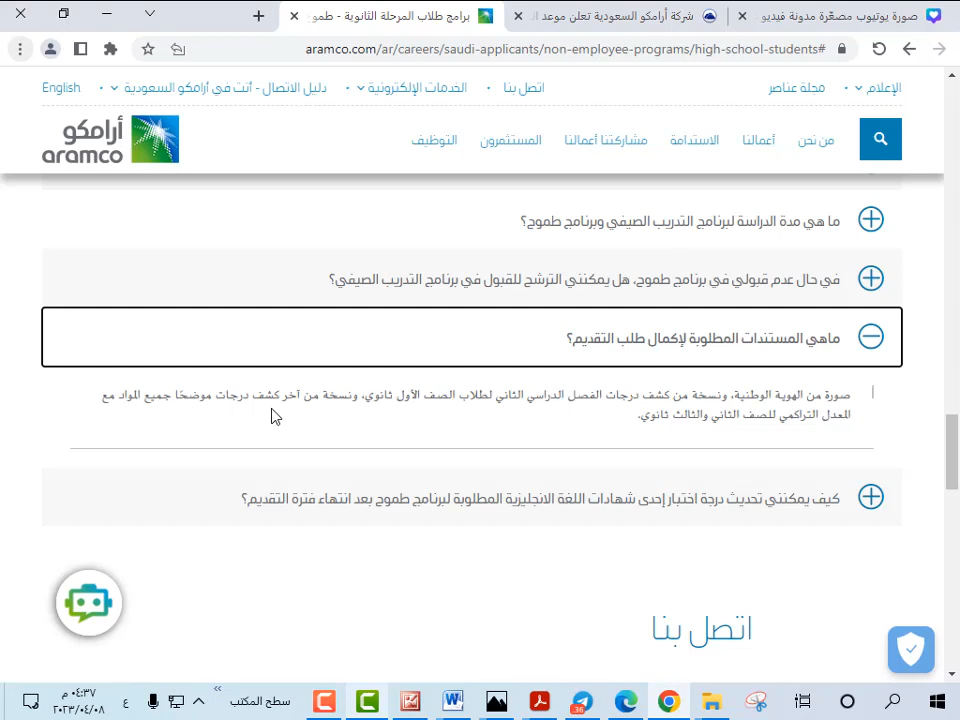 صورة يوتيوب مصغّرة مدونة فيديو
شركة أرامكو السعودية تعلن موعد ال
برامج طلاب المرحلة الثانوية - طموح
aramco.com/ar/careers/saudi-applicants/non-employee-programs/high-school-students#
الإعلام
مجلة عناصر
اتصل بنا
الخدمات الإلكترونية
دليل الاتصال - أنت في أرامكو السعودية
English
من نحن
أعمالنا
الاستدامة
مشاركتنا أعمالنا
المستثمرون
التوظيف
أرامكو
aramco
ما هي مدة الدراسة لبرنامج التدريب الصيفي وبرنامج طموح؟
في حال عدم قبولي في برنامج طموح، هل يمكنني الترشح للقبول في برنامج التدريب الصيفي؟
ماهي المستندات المطلوبة لإكمال طلب التقديم؟
صورة من الهوية الوطنية، ونسخة من كشف درجات الفصل الدراسي الثاني لطلاب الصف الأول ثانوي، ونسخة من آخر كشف درجات موضحًا جميع المواد مع
المعدل التراكمي للصف الثاني والثالث ثانوي.
كيف يمكنني تحديث درجة اختبار إحدى شهادات اللغة الانجليزية المطلوبة لبرنامج طموح بعد انتهاء فترة التقديم؟
اتصل بنا
36
سطح المكتب
ع
٠٤:٣٧ م
٢٠٢٣/٠٤/٠٨